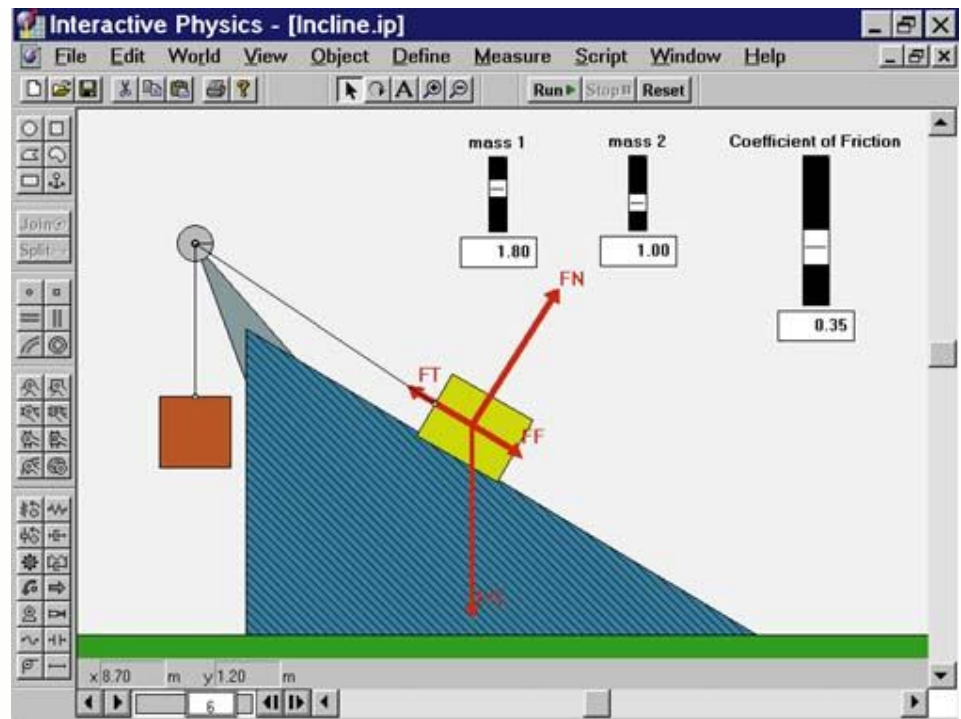 Interactive Physics - [Incline.ip]
File Edit World View Object Define Measure Script Window Help
A ? Run Stop Reset
Join
Split
mass 1 mass 2 Coefficient of Friction
1.80 1.00
0.35
FN
FT
FF
x 8.70 m y 1.20 m
6